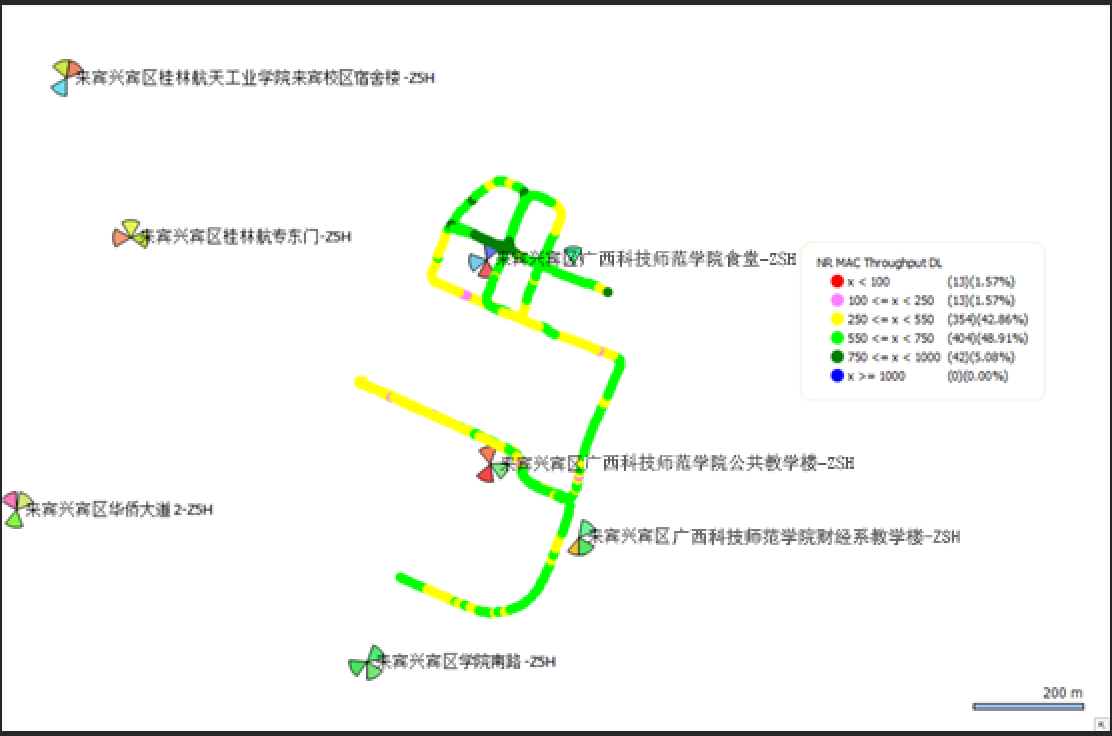 来宾兴宾区桂林航天工业学院来宾校区宿舍楼-ZSH
来宾兴宾区桂林航专东门-ZSH
来宾兴宾区广西科技师范学院食堂-ZSH
NR MAC Throughput DL
x < 100 (13)(1.57%)
100 <= x < 250 (13)(1.57%)
250 <= x < 550 (354)(42.86%)
550 <= x < 750 (404)(48.91%)
750 <= x < 1000 (42)(5.08%)
x >= 1000 (0)(0.00%)
来宾兴宾区广西科技师范学院公共教学楼-ZSH
来宾兴宾区华侨大道2-ZSH
来宾兴宾区广西科技师范学院财经系教学楼-ZSH
来宾兴宾区学院南路-ZSH
200 m